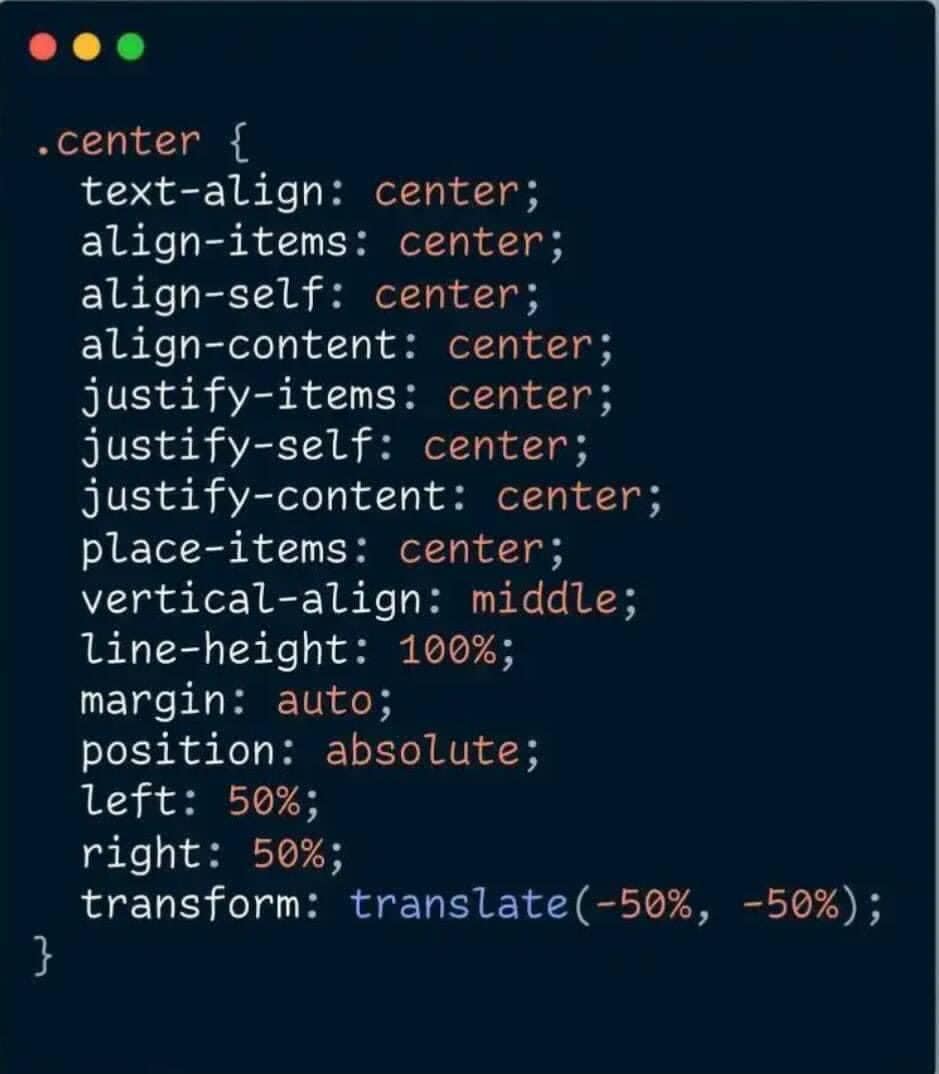 .center {
  text-align: center;
  align-items: center;
  align-self: center;
  align-content: center;
  justify-items: center;
  justify-self: center;
  justify-content: center;
  place-items: center;
  vertical-align: middle;
  line-height: 100%;
  margin: auto;
  position: absolute;
  left: 50%;
  right: 50%;
  transform: translate(-50%, -50%);
}